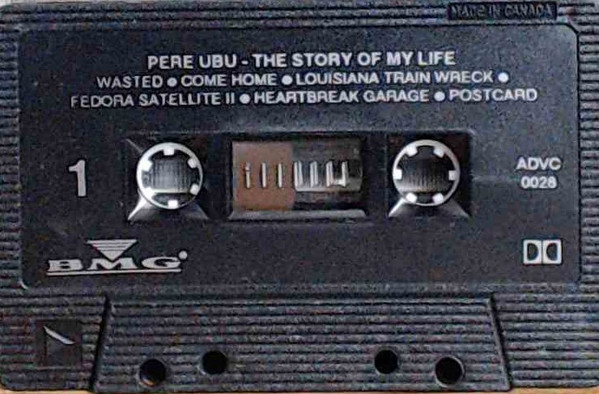 MADE IN CANADA
PERE UBU - THE STORY OF MY LIFE
WASTED ● COME HOME ● LOUISIANA TRAIN WRECK ●
FEDORA SATELLITE II ● HEARTBREAK GARAGE ● POSTCARD
1
ADVC
0028
BMG